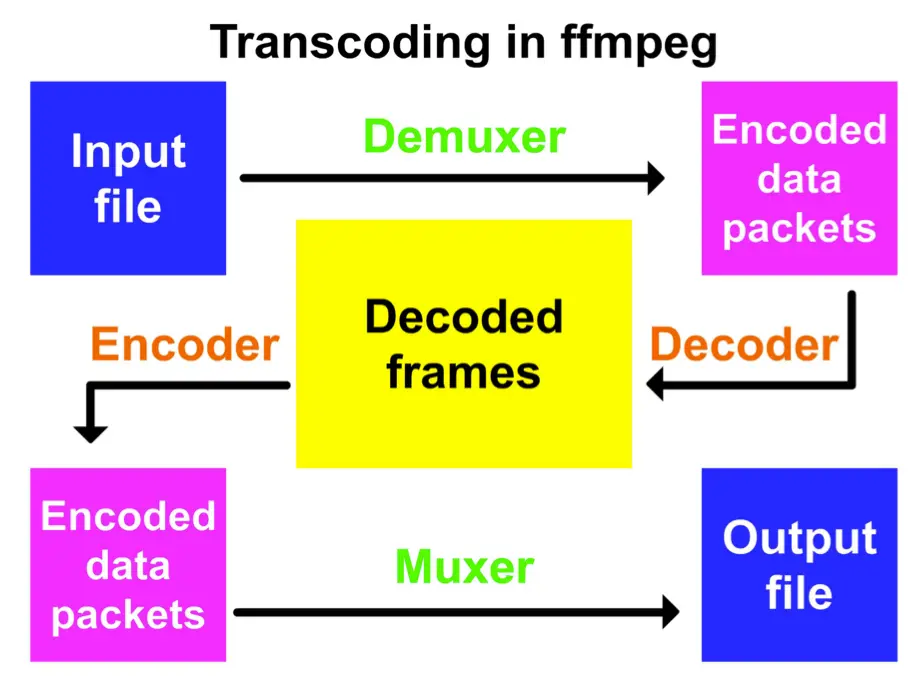 Transcoding in ffmpeg
Input
file
Demuxer
Encoded
data
packets
Decoder
Decoded
frames
Encoder
Encoded
data
packets
Muxer
Output
file